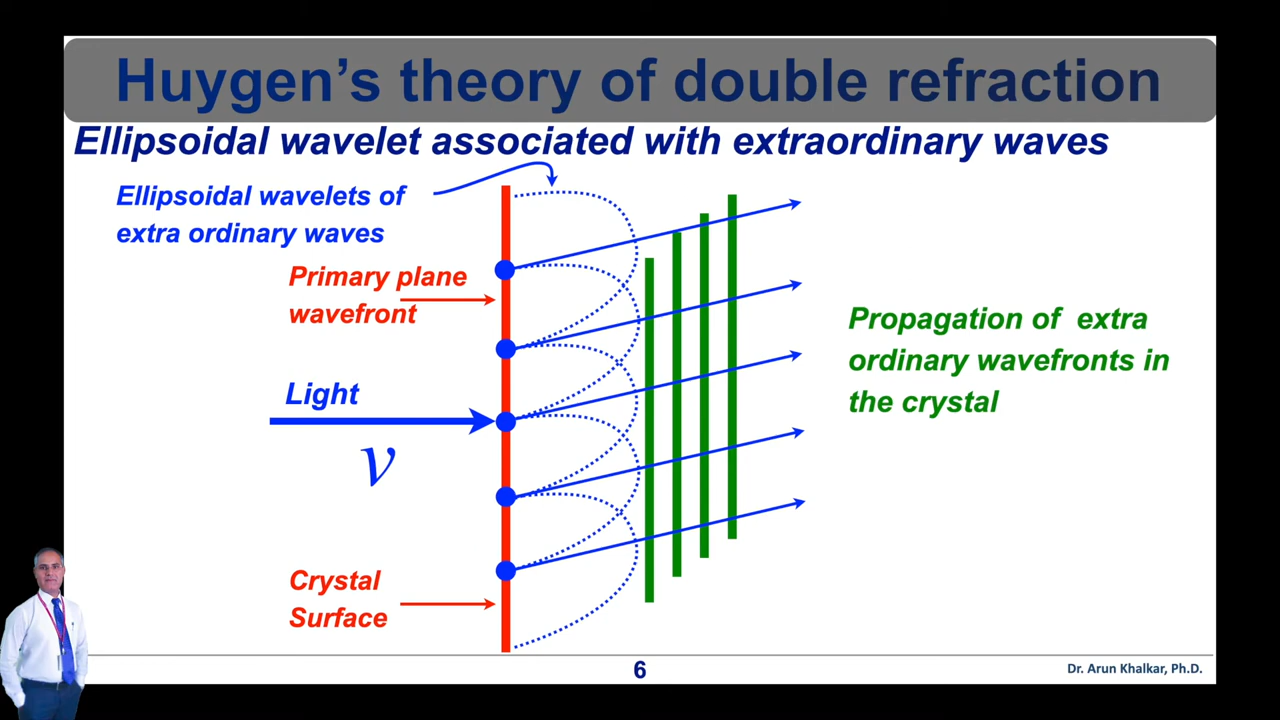 Huygen’s theory of double refraction
Ellipsoidal wavelet associated with extraordinary waves
Ellipsoidal wavelets of
extra ordinary waves
Primary plane
wavefront
Light
v
Crystal
Surface
Propagation of extra
ordinary wavefronts in
the crystal
6
Dr. Arun Khalkar, Ph.D.